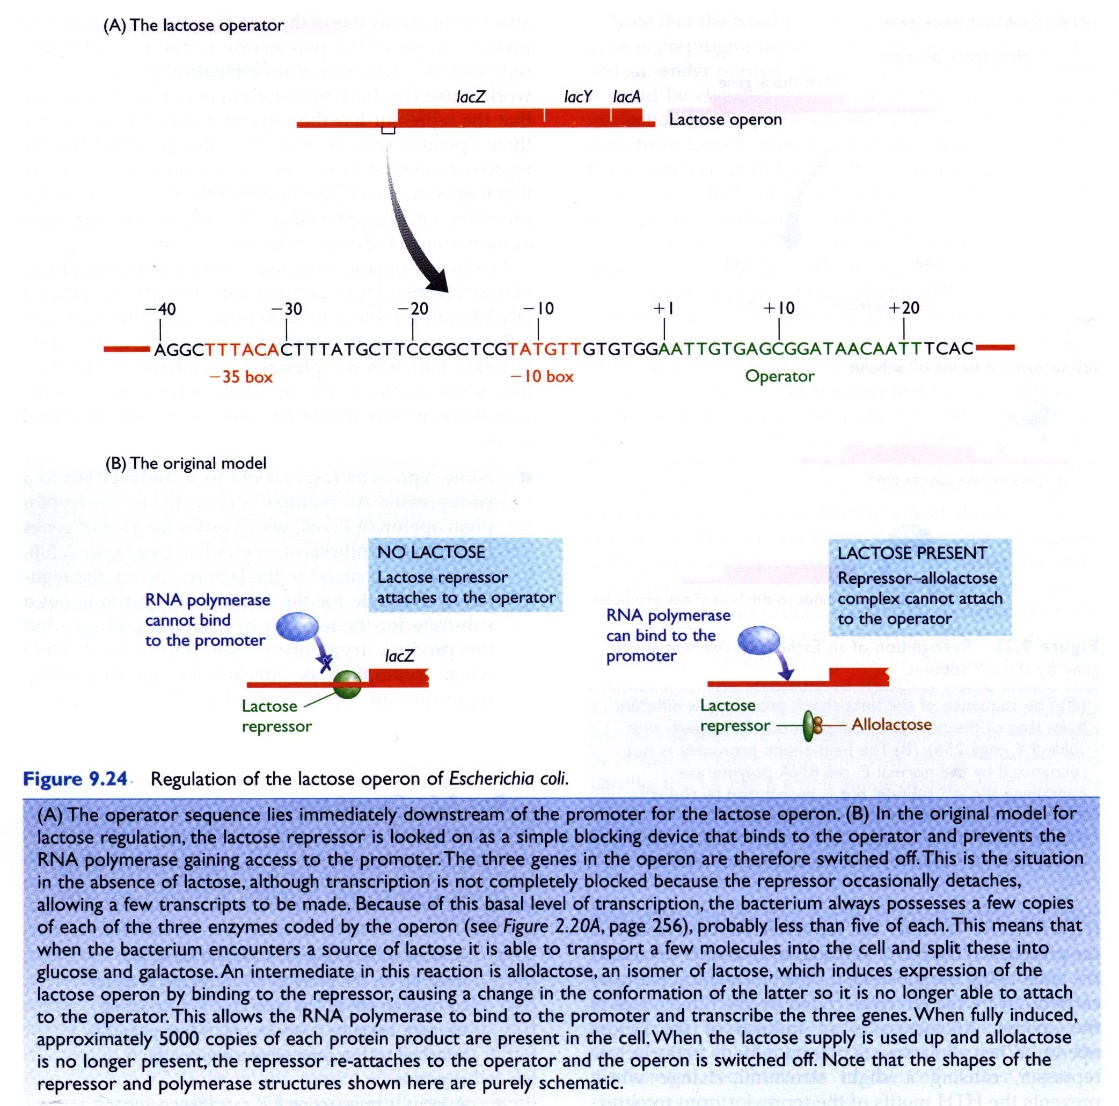 (A) The lactose operator
lacZ lacY lacA
Lactose operon
−40 −30 −20 −10 +1 +10 +20
AGGCTTTACACTTTATGCTTCCGGCTCGTATGTTGTGTGGAATTGTGAGCGGATAACAATTTCAC
−35 box −10 box Operator
(B) The original model
NO LACTOSE
Lactose repressor
attaches to the operator
RNA polymerase
cannot bind
to the promoter
lacZ
Lactose
repressor
LACTOSE PRESENT
Repressor–allolactose
complex cannot attach
to the operator
RNA polymerase
can bind to the
promoter
Lactose
repressor
Allolactose
Figure 9.24 Regulation of the lactose operon of Escherichia coli.
(A) The operator sequence lies immediately downstream of the promoter for the lactose operon. (B) In the original model for
lactose regulation, the lactose repressor is looked on as a simple blocking device that binds to the operator and prevents the
RNA polymerase gaining access to the promoter. The three genes in the operon are therefore switched off. This is the situation
in the absence of lactose, although transcription is not completely blocked because the repressor occasionally detaches,
allowing a few transcripts to be made. Because of this basal level of transcription, the bacterium always possesses a few copies
of each of the three enzymes coded by the operon (see Figure 2.20A, page 256), probably less than five of each. This means that
when the bacterium encounters a source of lactose it is able to transport a few molecules into the cell and split these into
glucose and galactose. An intermediate in this reaction is allolactose, an isomer of lactose, which induces expression of the
lactose operon by binding to the repressor, causing a change in the conformation of the latter so it is no longer able to attach
to the operator. This allows the RNA polymerase to bind to the promoter and transcribe the three genes. When fully induced,
approximately 5000 copies of each protein product are present in the cell. When the lactose supply is used up and allolactose
is no longer present, the repressor re-attaches to the operator and the operon is switched off. Note that the shapes of the
repressor and polymerase structures shown here are purely schematic.